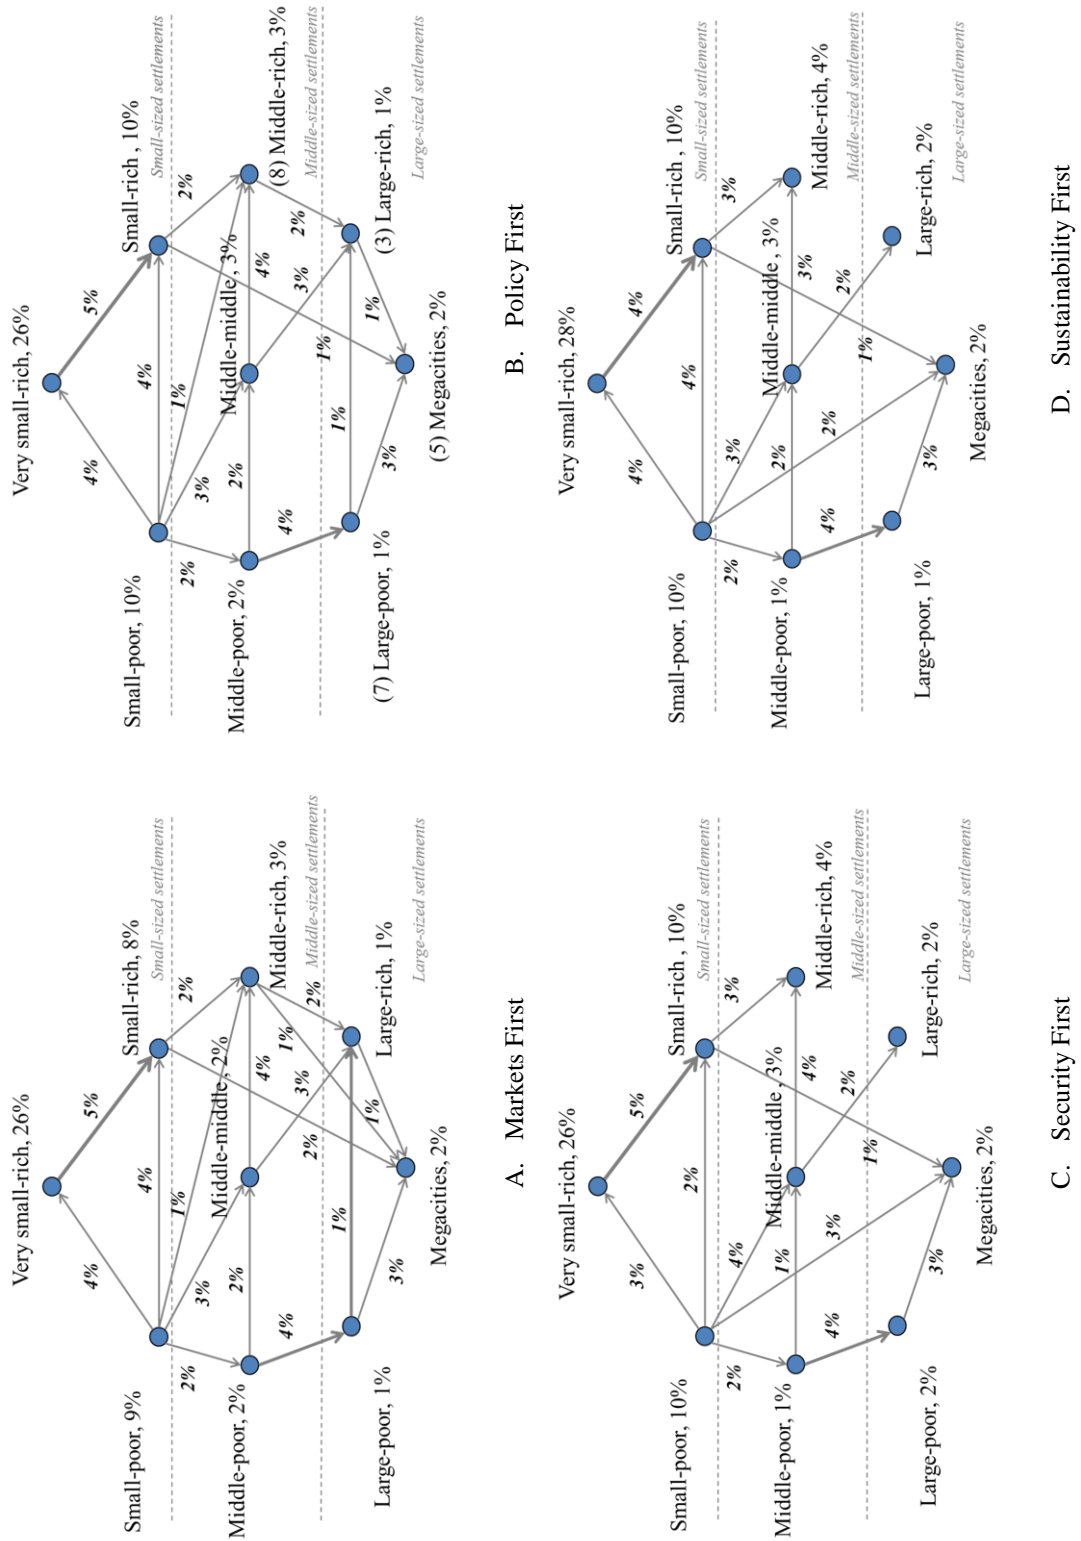 Very small-rich, 26%
4%
5%
Small-poor, 9%
4%
Small-rich, 8%
Small-sized settlements
2%
1%
2%
3%
Middle-middle , 2%
Middle-poor, 2%
2%
4%
Middle-rich, 3%
4%
3%
1%
2%
Middle-sized settlements
2%
1%
1%
Large-poor, 1%
3%
Large-rich, 1%
Large-sized settlements
Megacities, 2%
A. Markets First
Very small-rich, 26%
4%
5%
Small-poor, 10%
4%
Small-rich , 10%
Small-sized settlements
2%
1%
2%
3%
Middle-middle , 3%
Middle-poor, 2%
2%
4%
(8) Middle-rich, 3%
4%
3%
2%
Middle-sized settlements
1%
1%
1%
(7) Large-poor, 1%
3%
(3) Large-rich, 1%
Large-sized settlements
(5) Megacities, 2%
B. Policy First
Very small-rich, 26%
3%
5%
Small-poor, 10%
2%
Small-rich , 10%
Small-sized settlements
2%
4%
3%
Middle-middle , 3%
Middle-poor, 1%
1%
4%
Middle-rich, 4%
4%
3%
2%
Middle-sized settlements
1%
Large-poor, 2%
3%
Large-rich, 2%
Large-sized settlements
Megacities, 2%
C. Security First
Very small-rich, 28%
4%
4%
Small-poor, 10%
4%
Small-rich , 10%
Small-sized settlements
2%
3%
3%
Middle-middle , 3%
Middle-poor, 1%
2%
3%
Middle-rich, 4%
4%
2%
2%
Middle-sized settlements
1%
Large-poor, 1%
3%
Large-rich, 2%
Large-sized settlements
Megacities, 2%
D. Sustainability First